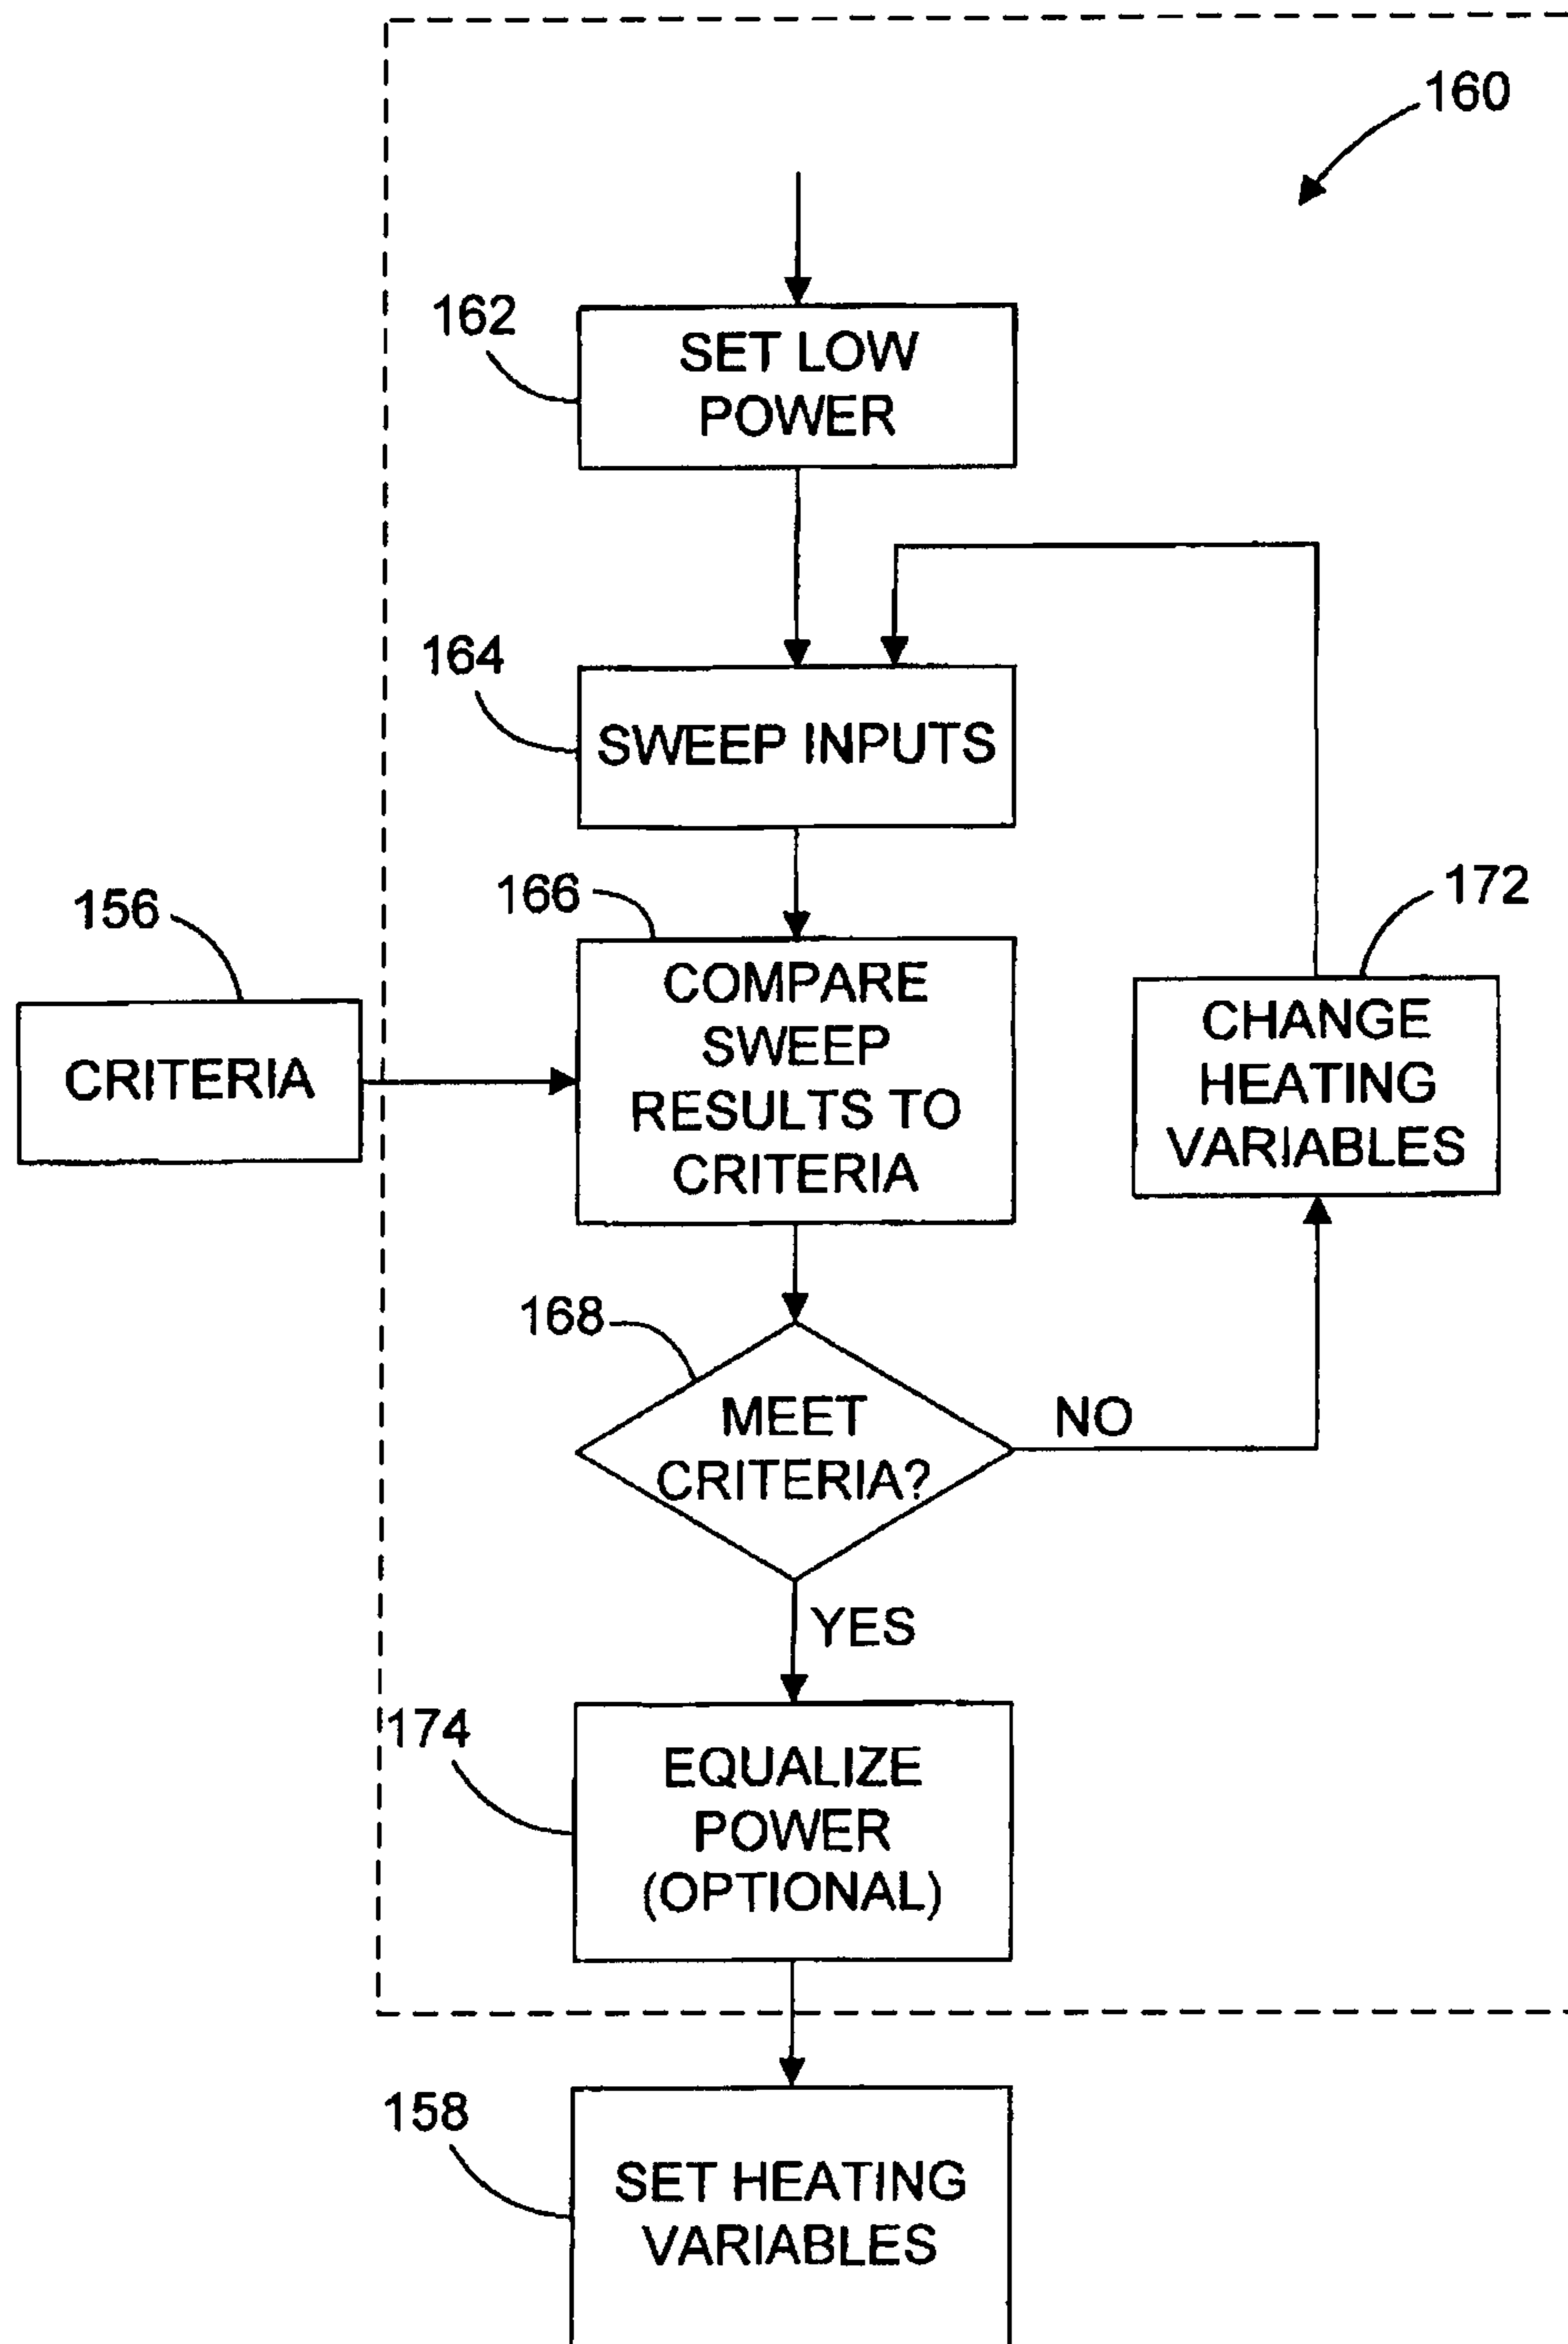 160
162
SET LOW
POWER
164
SWEEP INPUTS
156
CRITERIA
166
COMPARE
SWEEP
RESULTS TO
CRITERIA
172
CHANGE
HEATING
VARIABLES
168
MEET
CRITERIA?
NO
YES
174
EQUALIZE
POWER
(OPTIONAL)
158
SET HEATING
VARIABLES